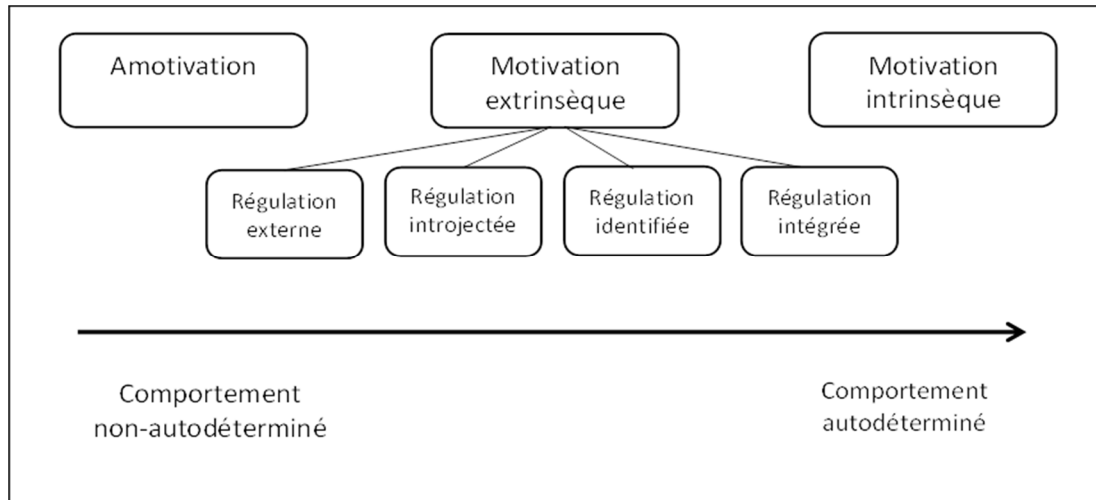 Amotivation
Motivation
extrinsèque
Motivation
intrinsèque
Régulation
externe
Régulation
introjectée
Régulation
identifiée
Régulation
intégrée
Comportement
non-autodéterminé
Comportement
autodéterminé